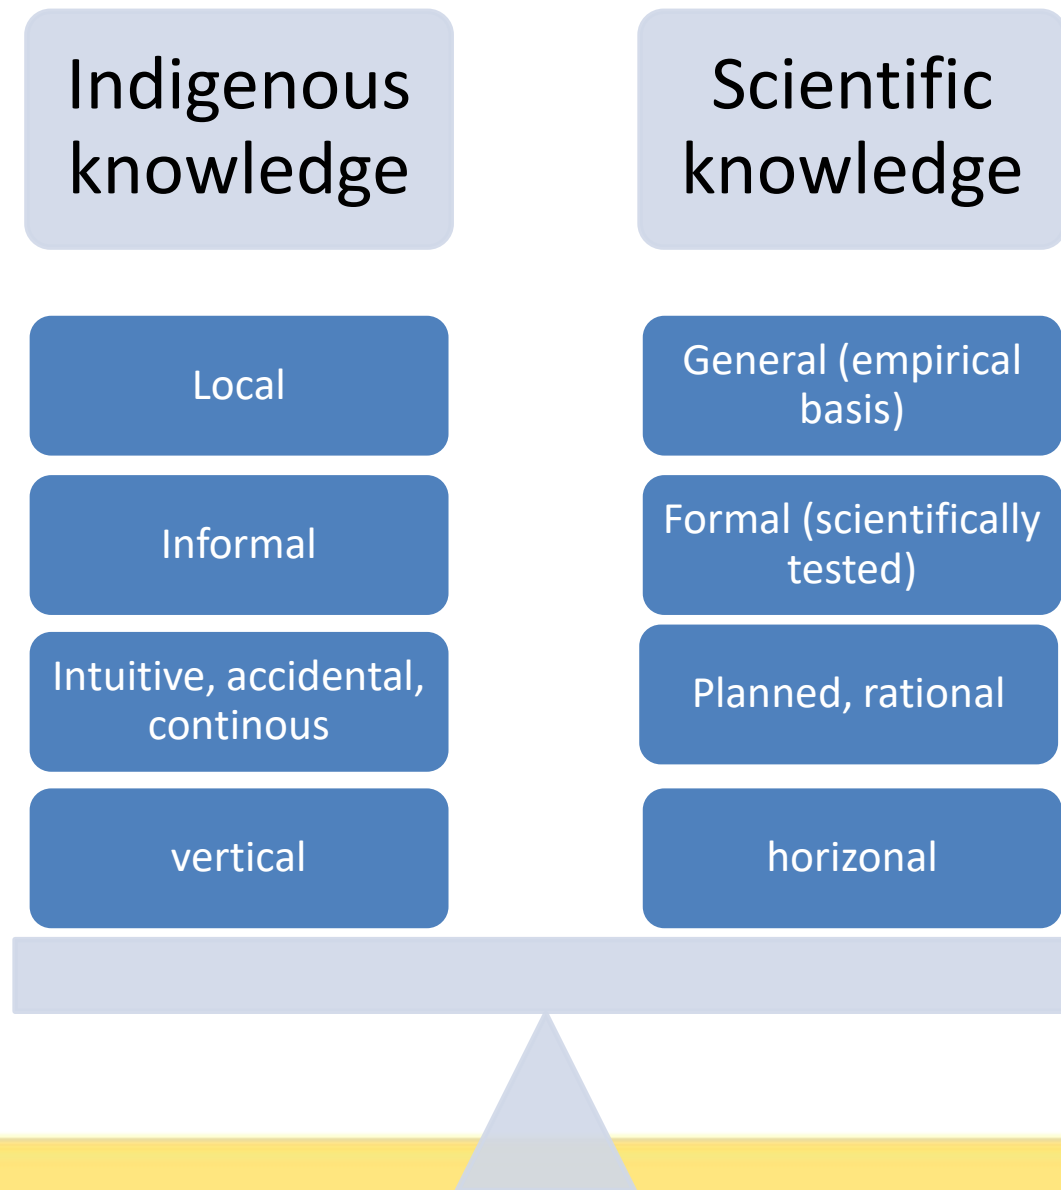 Indigenous
knowledge
Scientific
knowledge
Local
General (empirical
basis)
Informal
Formal (scientifically
tested)
Intuitive, accidental,
continous
Planned, rational
vertical
horizonal